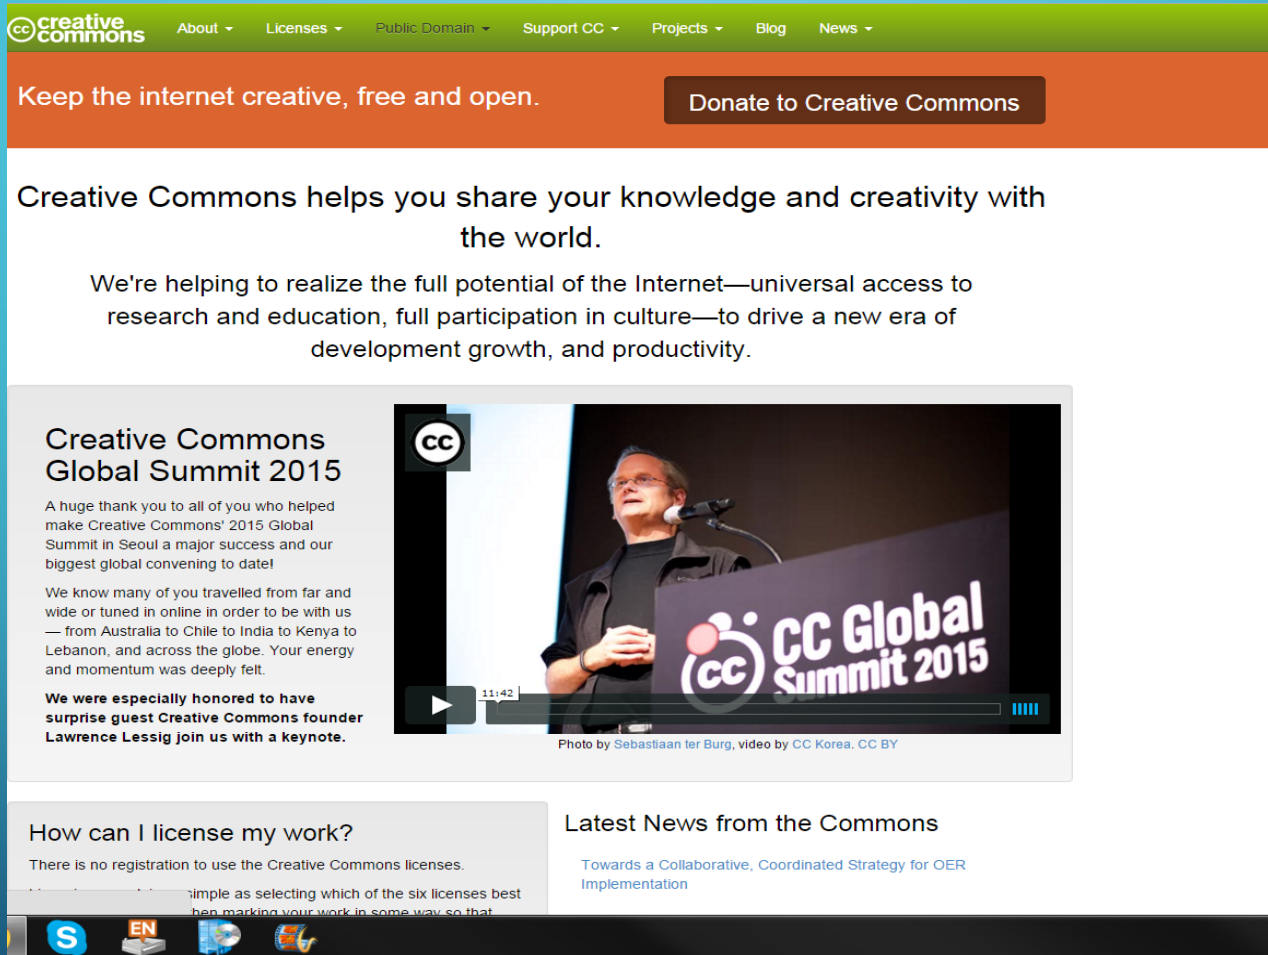 creative
commons
About
Licenses
Public Domain
Support CC
Projects
Blog
News
Keep the internet creative, free and open.
Donate to Creative Commons
Creative Commons helps you share your knowledge and creativity with
the world.
We're helping to realize the full potential of the Internet—universal access to
research and education, full participation in culture—to drive a new era of
development growth, and productivity.
Creative Commons
Global Summit 2015
A huge thank you to all of you who helped
make Creative Commons' 2015 Global
Summit in Seoul a major success and our
biggest global convening to date!
We know many of you travelled from far and
wide or tuned in online in order to be with us
— from Australia to Chile to India to Kenya to
Lebanon, and across the globe. Your energy
and momentum was deeply felt.
We were especially honored to have
surprise guest Creative Commons founder
Lawrence Lessig join us with a keynote.
cc
CC Global
Summit 2015
cc
11:42
Photo by Sebastiaan ter Burg, video by CC Korea. CC BY
How can I license my work?
There is no registration to use the Creative Commons licenses.
simple as selecting which of the six licenses best
marking your work in some way so that
Latest News from the Commons
Towards a Collaborative, Coordinated Strategy for OER
Implementation
S
EN